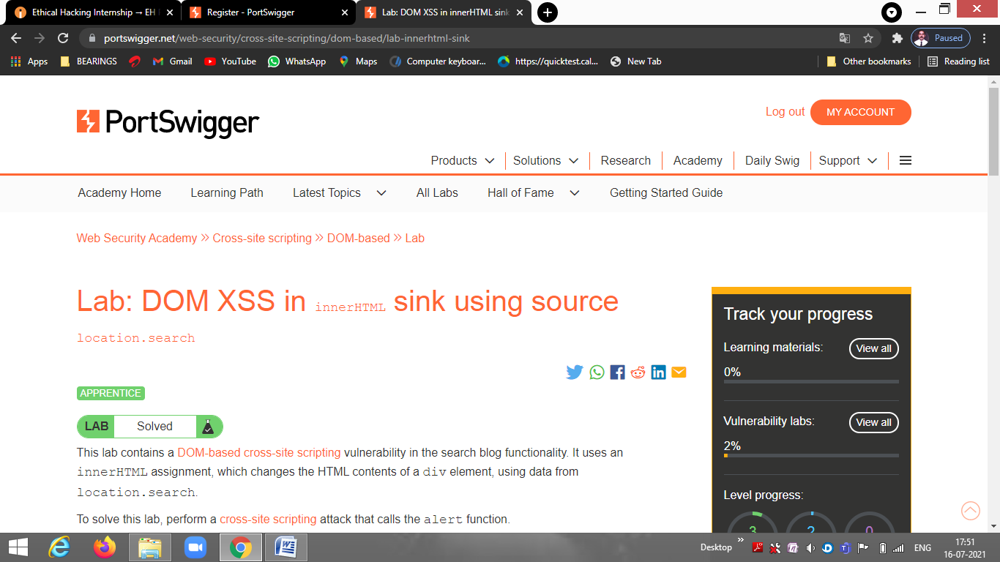 Ethical Hacking Internship → EH
Register - PortSwigger
Lab: DOM XSS in innerHTML sink
portswigger.net/web-security/cross-site-scripting/dom-based/lab-innerhtml-sink
Paused
Apps
BEARINGS
Gmail
YouTube
WhatsApp
Maps
Computer keyboar...
https://quicktest.cal...
New Tab
Other bookmarks
Reading list
PortSwigger
Log out
MY ACCOUNT
Products
Solutions
Research
Academy
Daily Swig
Support
Academy Home
Learning Path
Latest Topics
All Labs
Hall of Fame
Getting Started Guide
Web Security Academy » Cross-site scripting » DOM-based » Lab
Lab: DOM XSS in innerHTML sink using source
location.search
APPRENTICE
LAB Solved
This lab contains a DOM-based cross-site scripting vulnerability in the search blog functionality. It uses an
innerHTML assignment, which changes the HTML contents of a div element, using data from
location.search.
To solve this lab, perform a cross-site scripting attack that calls the alert function.
Track your progress
Learning materials:
View all
0%
Vulnerability labs:
View all
2%
Level progress:
3
2
0
Desktop
ENG
17:51
16-07-2021